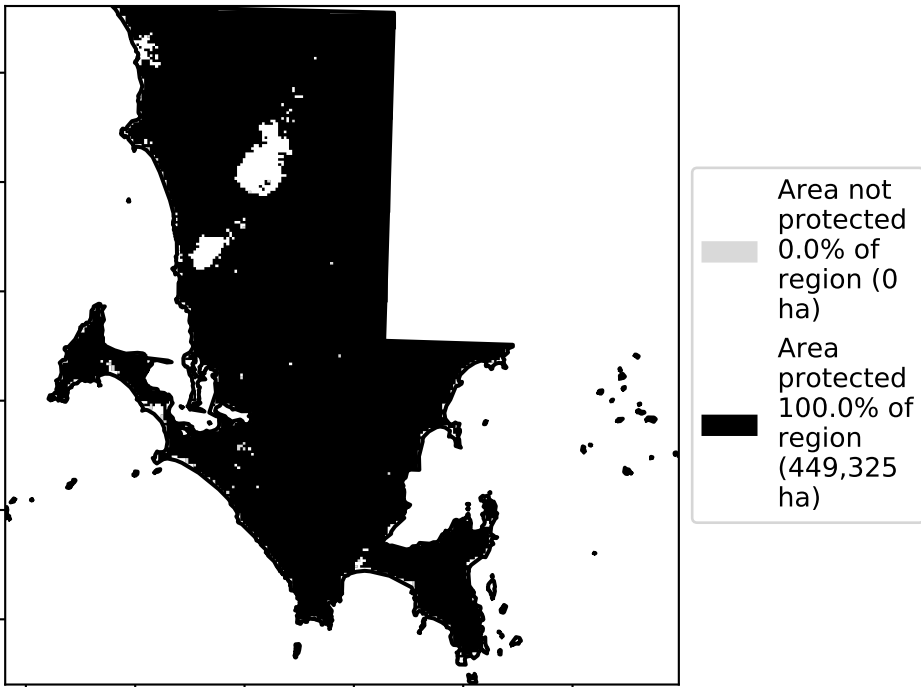 Area not
protected
0.0% of
region (0
ha)
Area
protected
100.0% of
region
(449,325
ha)